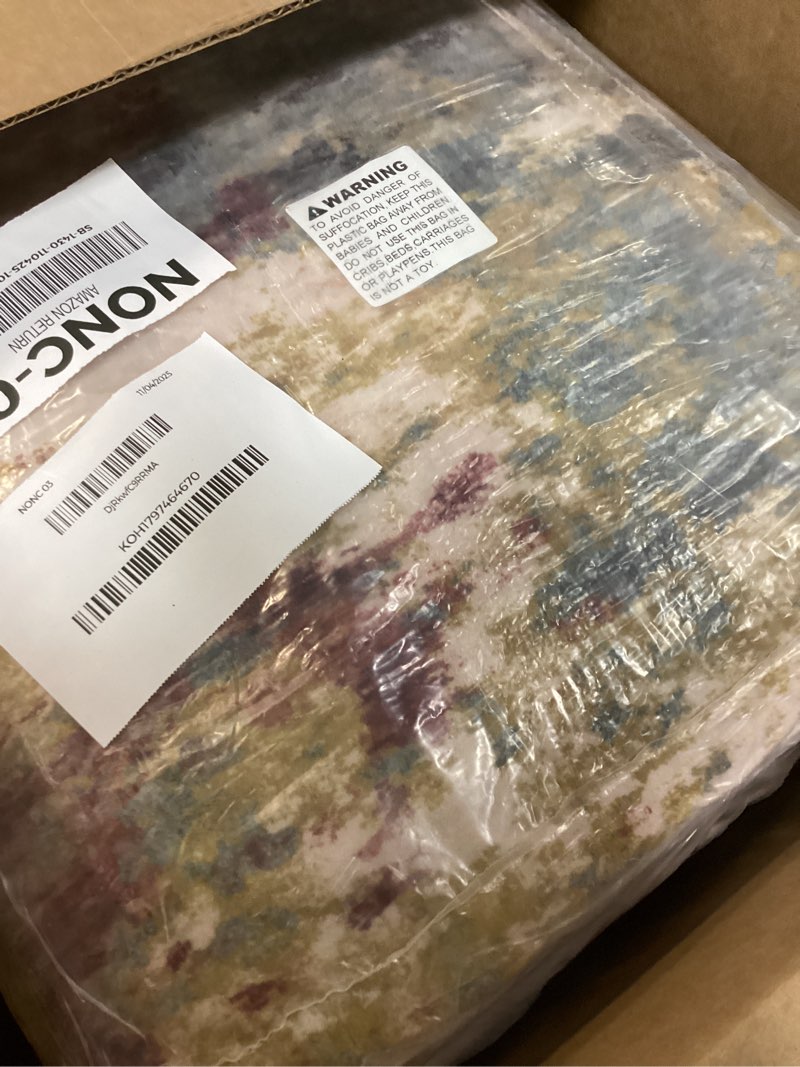 SB-1430-110425-10
AMAZON RETURN
NONC-0
WARNING
TO AVOID DANGER OF
SUFFOCATION, KEEP THIS
PLASTIC BAG AWAY FROM
BABIES AND CHILDREN.
DO NOT USE THIS BAG IN
CRIBS, BEDS, CARRIAGES
OR PLAYPENS. THIS BAG
IS NOT A TOY.
11/04/2025
NONC 03
DjRkwfC9RRMA
KOH1797464670